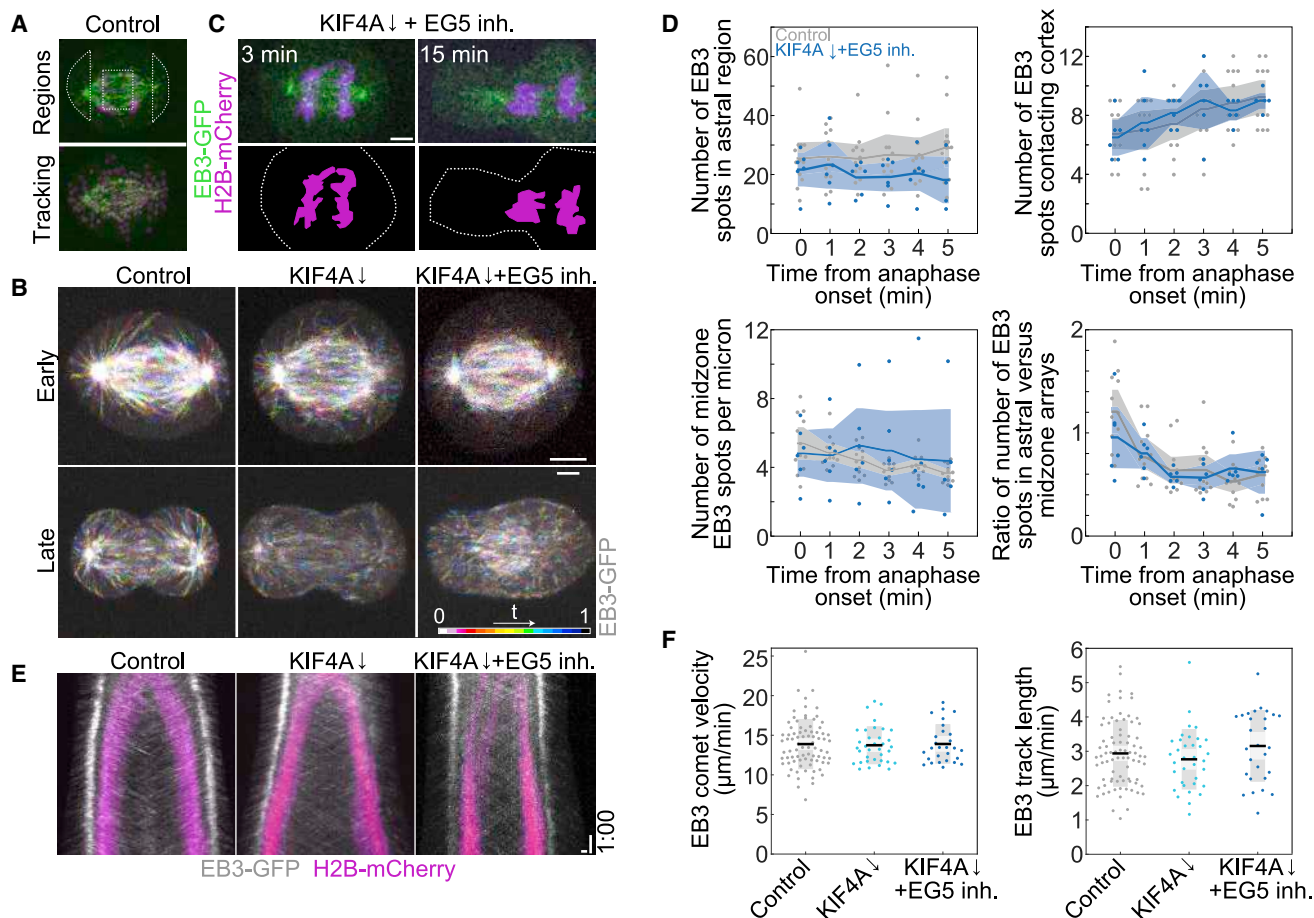 A
Control
Regions
Tracking
EB3-GFP
H2B-mCherry
C
KIF4A↓ + EG5 inh.
3 min
15 min
B
Control
KIF4A↓
KIF4A↓+EG5 inh.
Early
Late
0
t
1
EB3-GFP
E
Control
KIF4A↓
KIF4A↓+EG5 inh.
1:00
EB3-GFP H2B-mCherry
D
Number of EB3
spots in astral region
60
40
20
0
Control
KIF4A↓+EG5 inh.
0 1 2 3 4 5
Time from anaphase
onset (min)
Number of EB3
spots contacting cortex
12
8
4
0
0 1 2 3 4 5
Time from anaphase
onset (min)
Number of midzone
EB3 spots per micron
12
8
4
0
0 1 2 3 4 5
Time from anaphase
onset (min)
Ratio of number of EB3
spots in astral versus
midzone arrays
2
1
0
0 1 2 3 4 5
Time from anaphase
onset (min)
F
EB3 comet velocity
(µm/min)
25
20
15
10
5
0
Control
KIF4A↓
KIF4A↓
+EG5 inh.
EB3 track length
(µm/min)
6
5
4
3
2
1
0
Control
KIF4A↓
KIF4A↓
+EG5 inh.